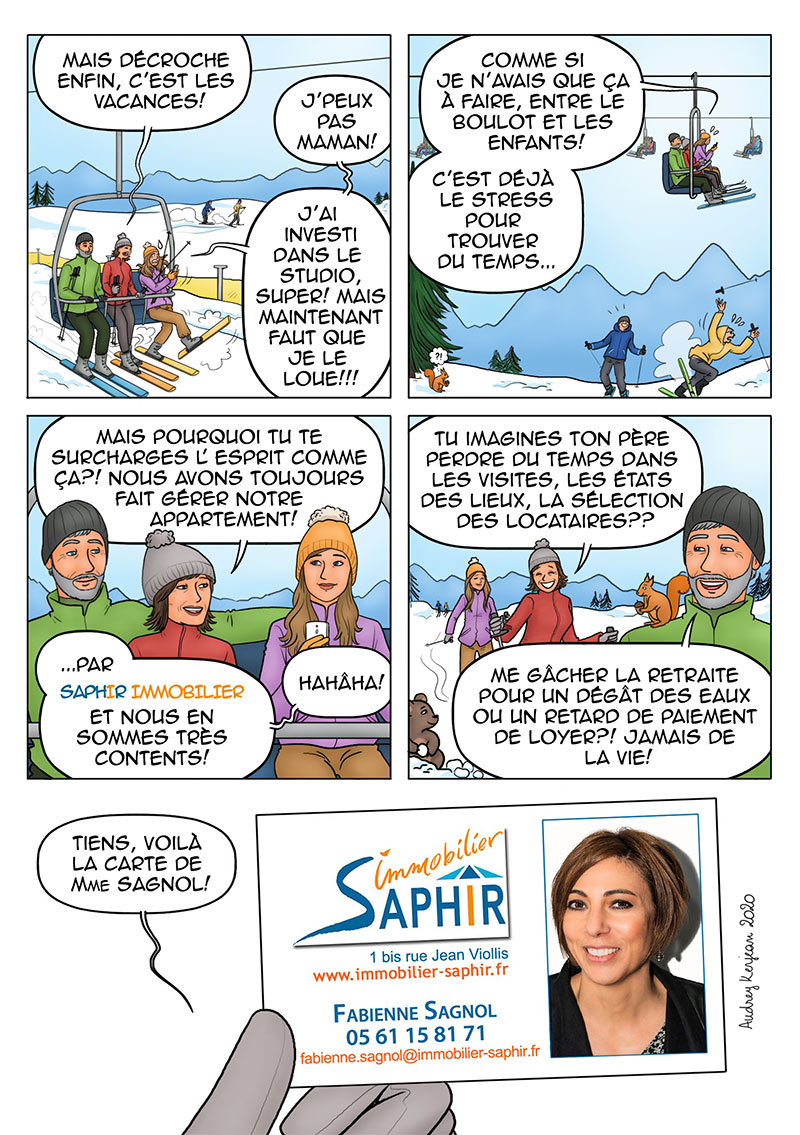 MAIS DÉCROCHE
ENFIN, C'EST LES
VACANCES!
J'PEUX
PAS
MAMAN!
J'AI
INVESTI
DANS LE
STUDIO,
SUPER! MAIS
MAINTENANT
FAUT QUE
JE LE
LOUE!!!
COMME SI
JE N'AVAIS QUE ÇA
À FAIRE, ENTRE LE
BOULOT ET LES
ENFANTS!
C'EST DÉJÀ
LE STRESS
POUR
TROUVER
DU TEMPS...
?!
MAIS POURQUOI TU TE
SURCHARGES L' ESPRIT COMME
ÇA?! NOUS AVONS TOUJOURS
FAIT GÉRER NOTRE
APPARTEMENT!
...PAR
SAPHIR IMMOBILIER
ET NOUS EN
SOMMES TRÈS
CONTENTS!
HAHÂHA!
TU IMAGINES TON PÈRE
PERDRE DU TEMPS DANS
LES VISITES, LES ÉTATS
DES LIEUX, LA SÉLECTION
DES LOCATAIRES??
ME GÂCHER LA RETRAITE
POUR UN DÉGÂT DES EAUX
OU UN RETARD DE PAIEMENT
DE LOYER?! JAMAIS DE
LA VIE!
TIENS, VOILÀ
LA CARTE DE
MME SAGNOL!
immobilier
SAPHIR
1 bis rue Jean Viollis
www.immobilier-saphir.fr
FABIENNE SAGNOL
05 61 15 81 71
fabienne.sagnol@immobilier-saphir.fr
Audrey Kerjean 2020